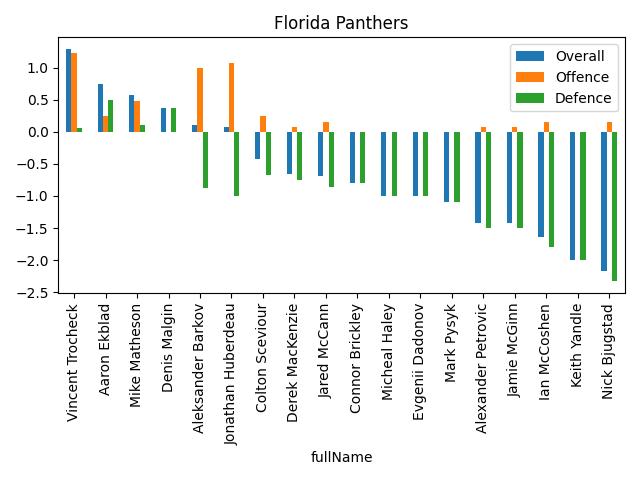 Florida Panthers
Overall
Offence
Defence
1.0
0.5
0.0
−0.5
−1.0
−1.5
−2.0
−2.5
Vincent Trocheck
Aaron Ekblad
Mike Matheson
Denis Malgin
Aleksander Barkov
Jonathan Huberdeau
Colton Sceviour
Derek MacKenzie
Jared McCann
Connor Brickley
Micheal Haley
Evgenii Dadonov
Mark Pysyk
Alexander Petrovic
Jamie McGinn
Ian McCoshen
Keith Yandle
Nick Bjugstad
fullName